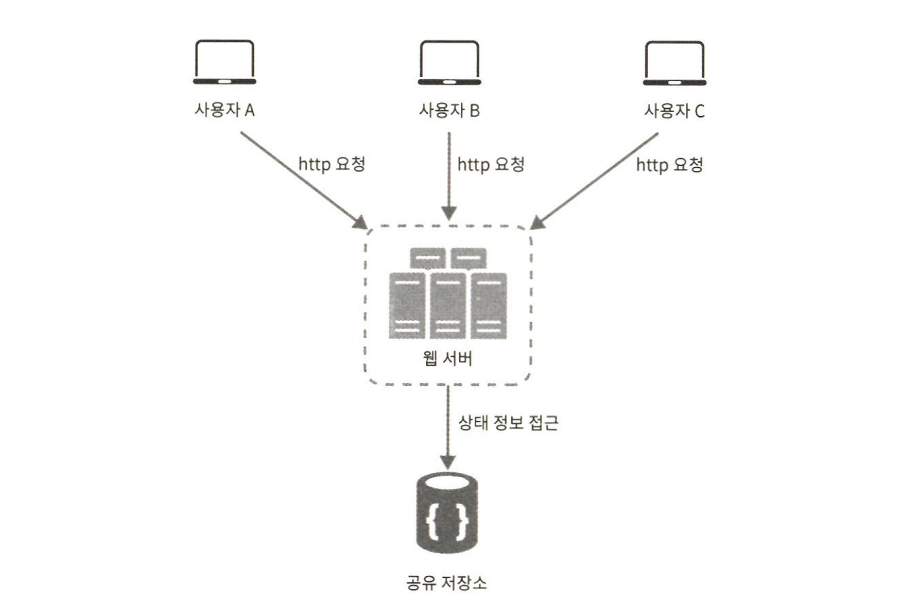 사용자 A
사용자 B
사용자 C
http 요청
http 요청
http 요청
웹 서버
상태 정보 접근
{ }
공유 저장소